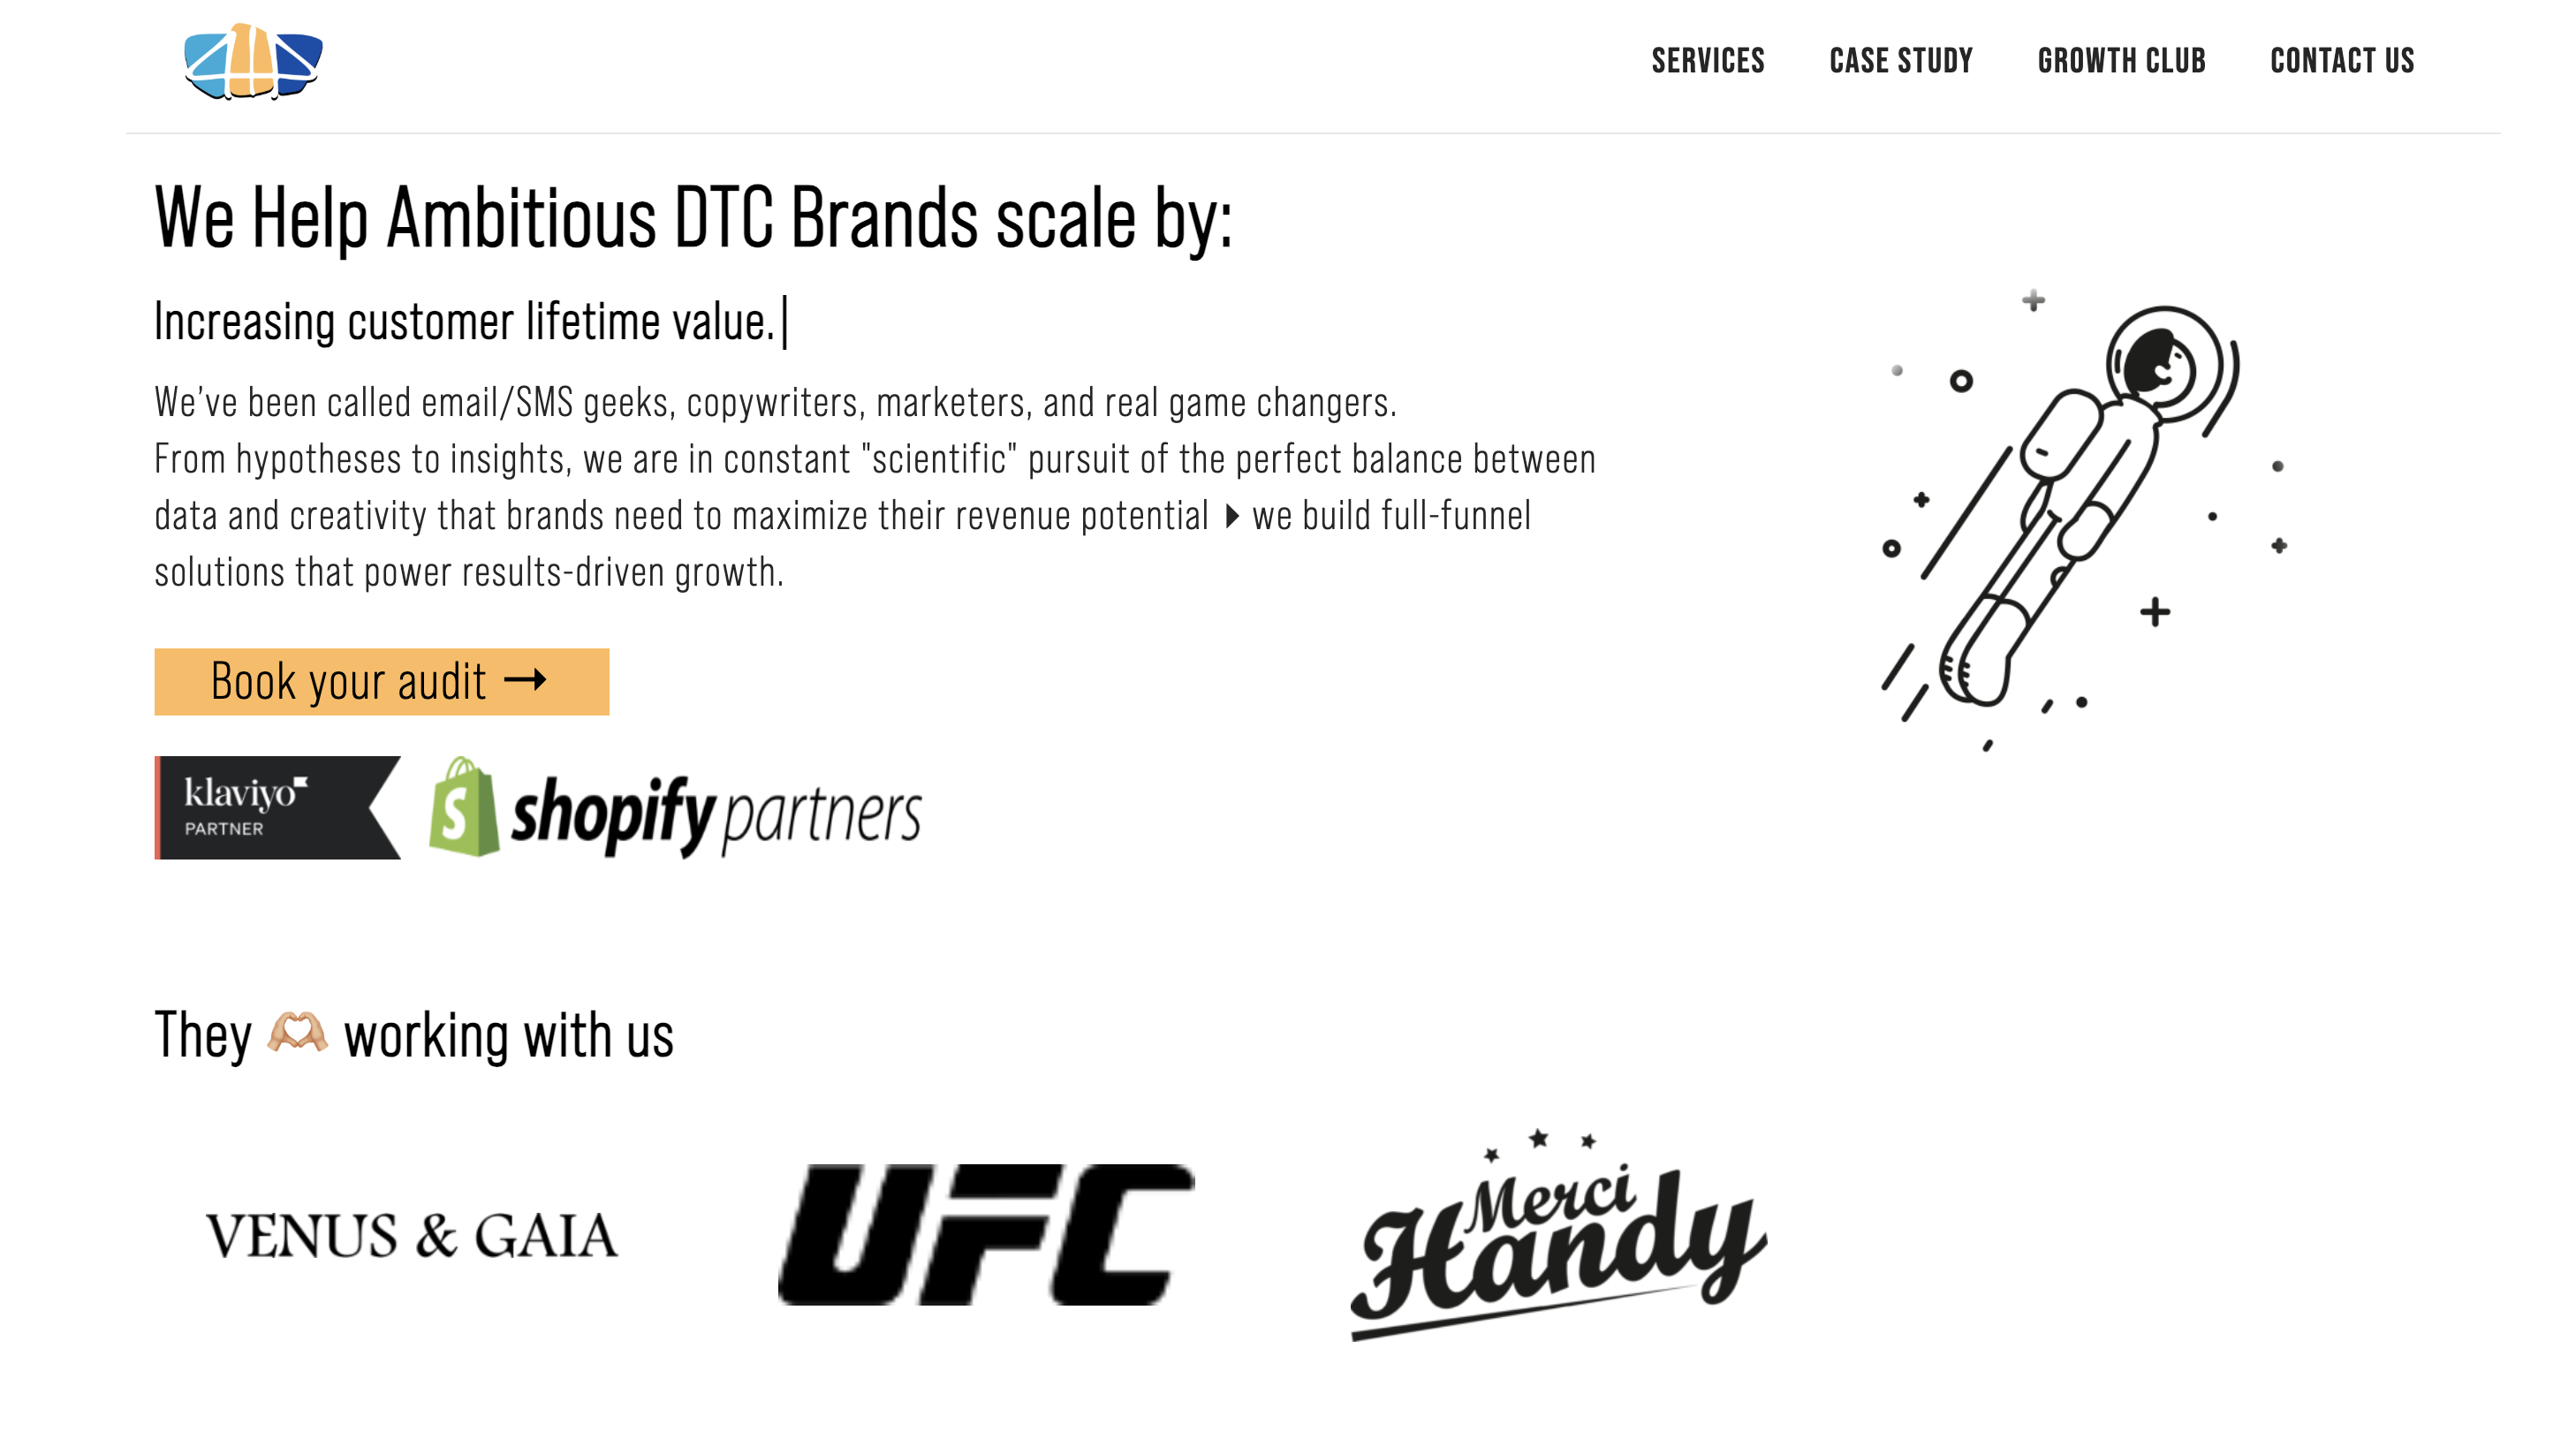 SERVICES CASE STUDY GROWTH CLUB CONTACT US
We Help Ambitious DTC Brands scale by:
Increasing customer lifetime value.|
We've been called email/SMS geeks, copywriters, marketers, and real game changers.
From hypotheses to insights, we are in constant "scientific" pursuit of the perfect balance between
data and creativity that brands need to maximize their revenue potential ▸ we build full-funnel
solutions that power results-driven growth.
Book your audit →
klaviyo
PARTNER
shopify partners
They 🫶🏼 working with us
VENUS & GAIA
UFC
Merci
Handy